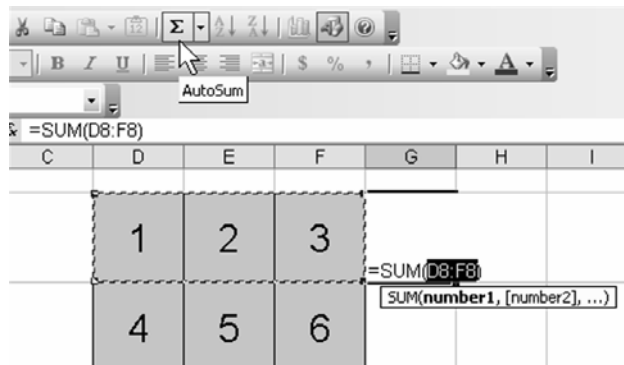 Σ
B I U $ % , A
AutoSum
=SUM(D8:F8)
C D E F G H I
1 2 3
=SUM(D8:F8)
SUM(number1, [number2], ...)
4 5 6